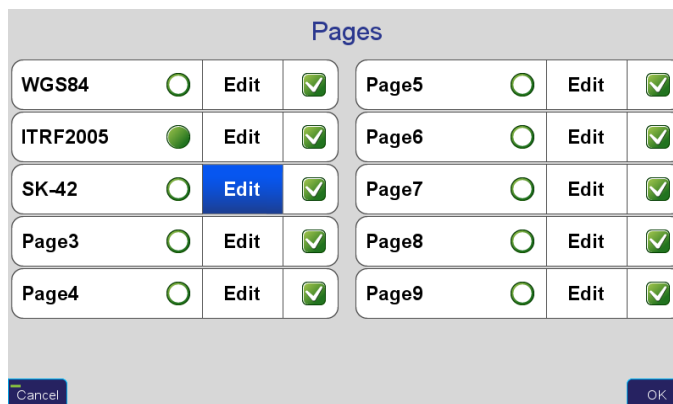 Pages
WGS84 Edit
ITRF2005 Edit
SK-42 Edit
Page3 Edit
Page4 Edit
Page5 Edit
Page6 Edit
Page7 Edit
Page8 Edit
Page9 Edit
Cancel
OK